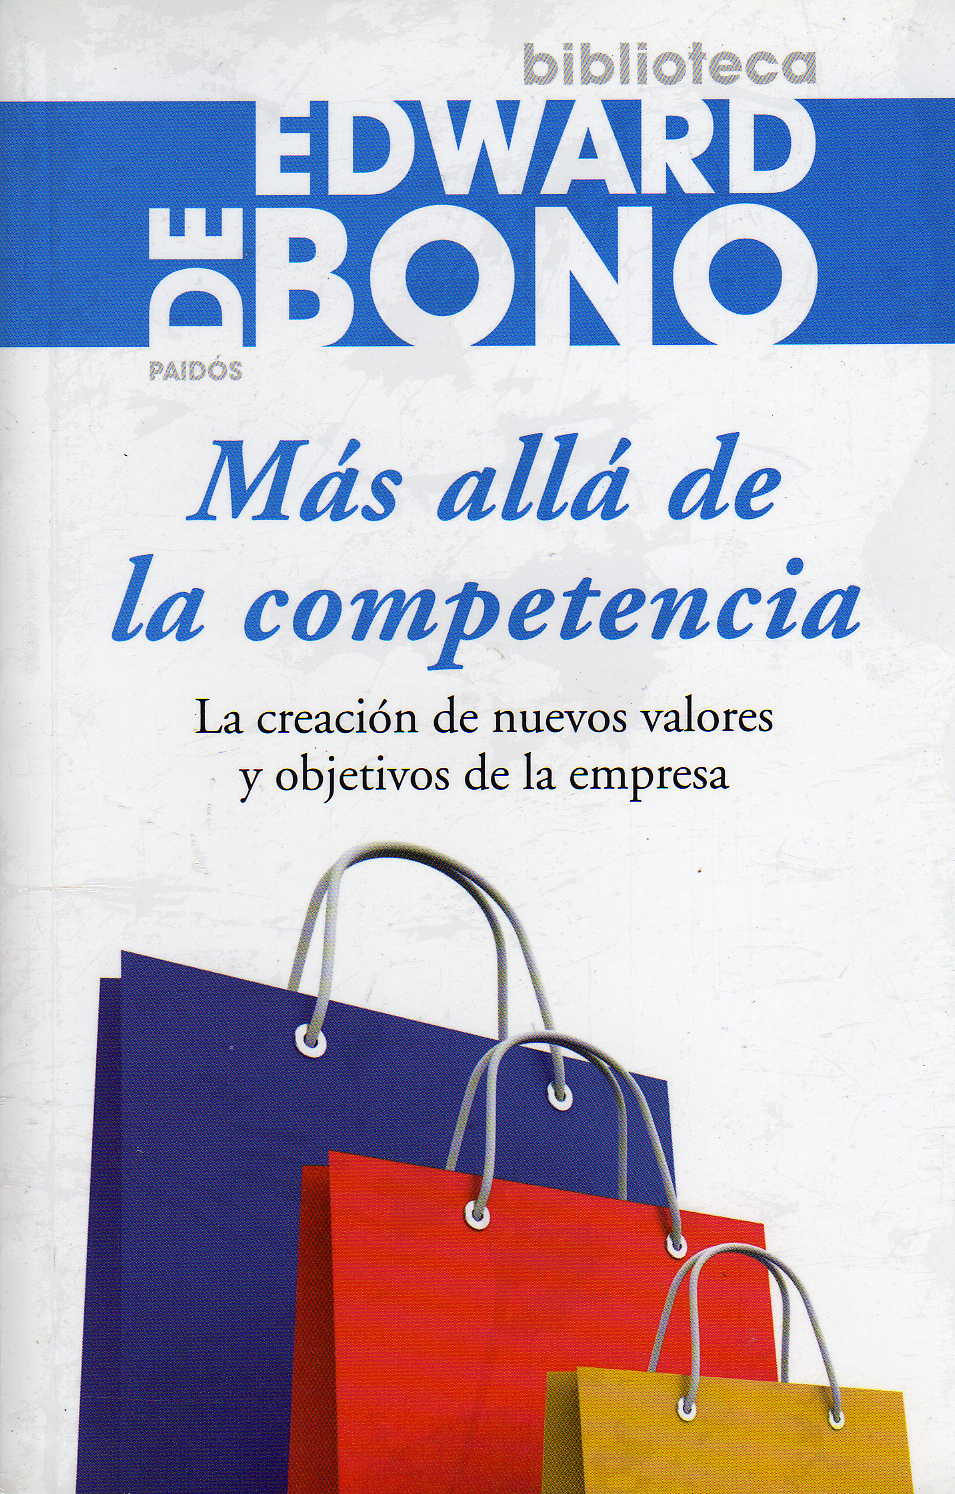 biblioteca
EDWARD
DE BONO
PAIDÓS
Más allá de
la competencia
La creación de nuevos valores
y objetivos de la empresa